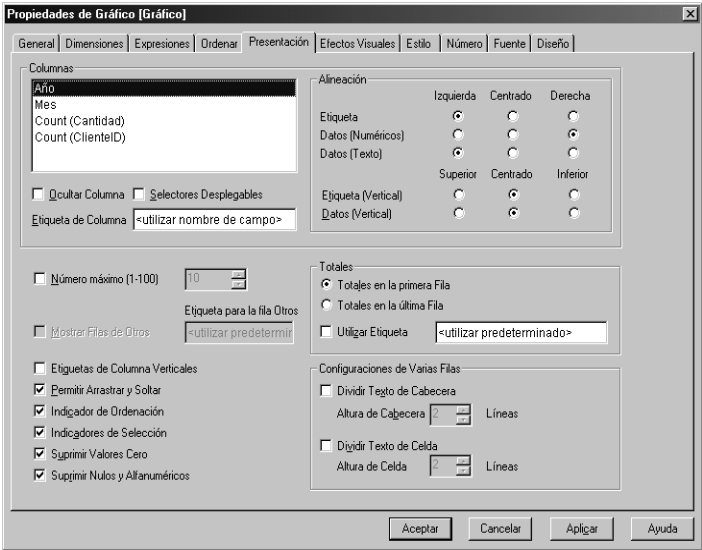 Propiedades de Gráfico [Gráfico]
General Dimensiones Expresiones Ordenar Presentación Efectos Visuales Estilo Número Fuente Diseño
Columnas
Año
Mes
Count (Cantidad)
Count (ClienteID)
Ocultar Columna Selectores Desplegables
Etiqueta de Columna <utilizar nombre de campo>
Alineación
Izquierda Centrado Derecha
Etiqueta
Datos (Numéricos)
Datos (Texto)
Superior Centrado Inferior
Etiqueta (Vertical)
Datos (Vertical)
Número máximo (1-100) 10
Etiqueta para la fila Otros
Mostrar Filas de Otros <utilizar predetermir
Etiquetas de Columna Verticales
Permitir Arrastrar y Soltar
Indicador de Ordenación
Indicadores de Selección
Suprimir Valores Cero
Suprimir Nulos y Alfanuméricos
Totales
Totales en la primera Fila
Totales en la última Fila
Utilizar Etiqueta <utilizar predeterminado>
Configuraciones de Varias Filas
Dividir Texto de Cabecera
Altura de Cabecera 2 Líneas
Dividir Texto de Celda
Altura de Celda 2 Líneas
Aceptar Cancelar Aplicar Ayuda